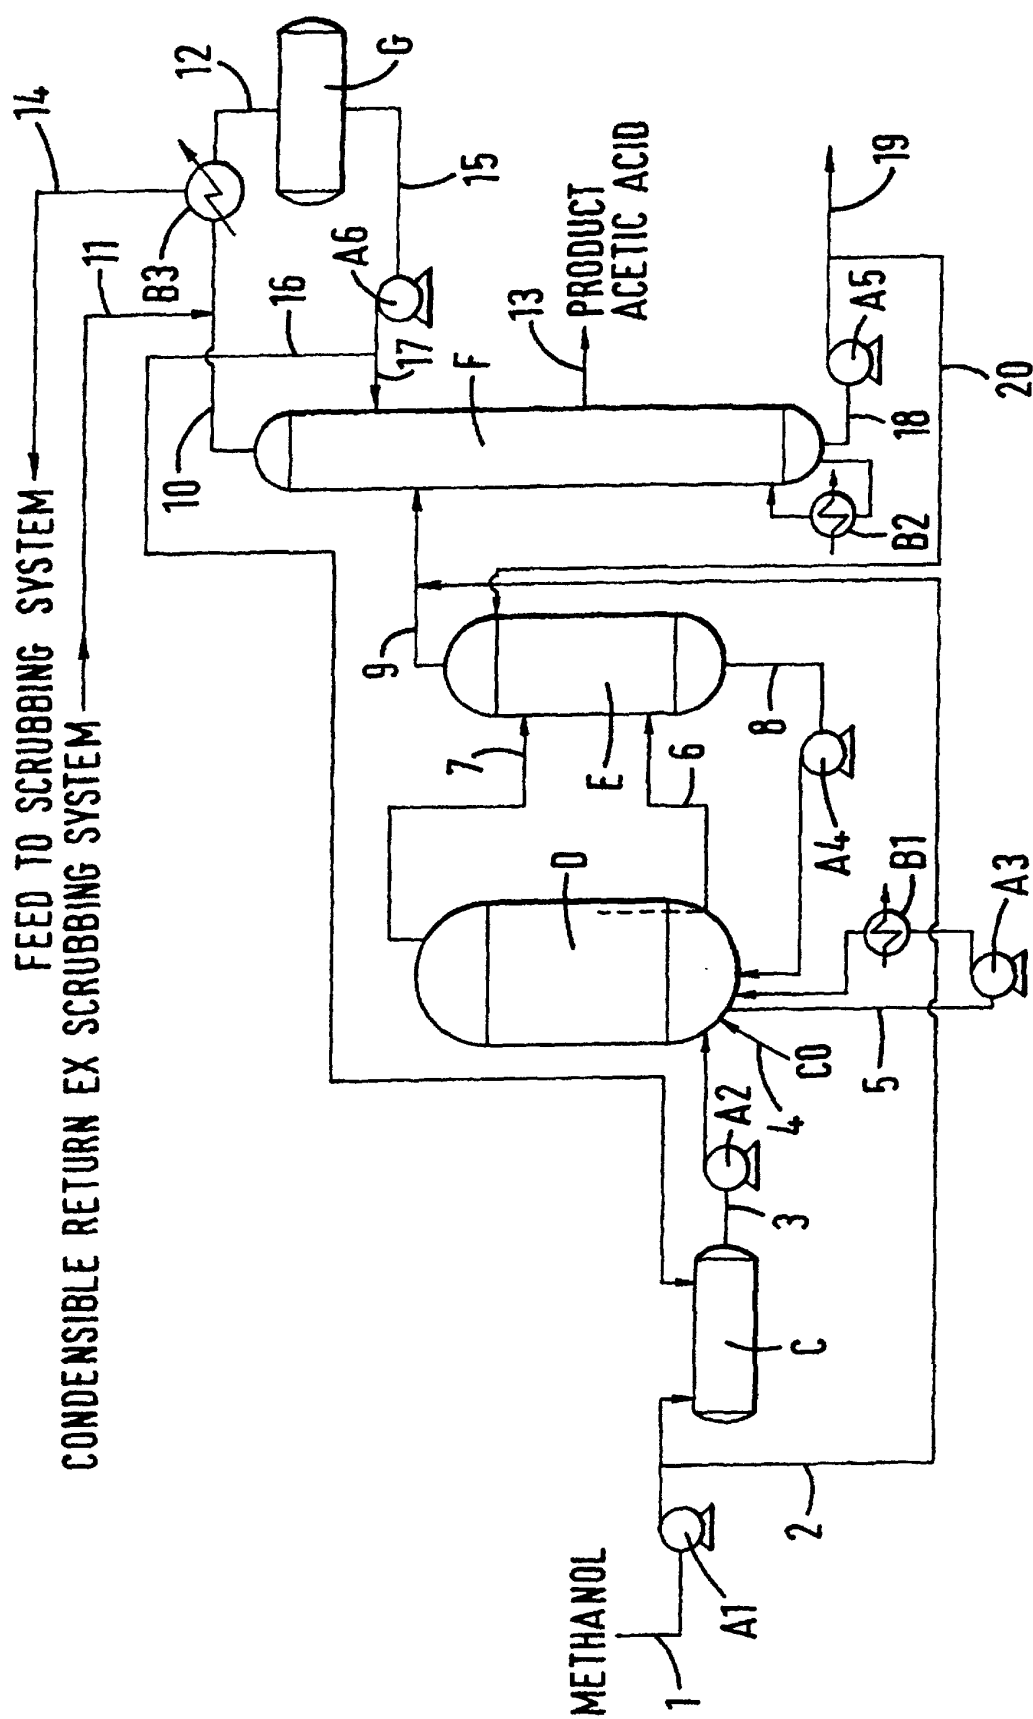 FEED TO SCRUBBING SYSTEM
CONDENSIBLE RETURN EX SCRUBBING SYSTEM
14
12
11
B3
G
10
16
15
A6
17
F
13
PRODUCT
ACETIC ACID
9
7
E
6
D
8
A4
B2
18
A5
19
20
B1
A3
5
CO
4
A2
3
C
2
METHANOL
1
A1